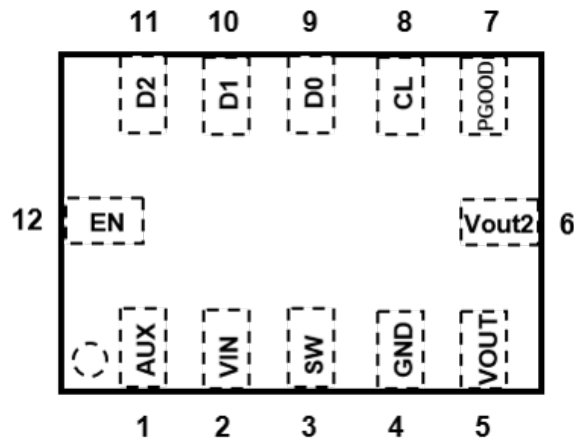 11 10 9 8 7
D2 D1 D0 CL PGOOD
12 EN Vout2 6
AUX VIN SW GND VOUT
1 2 3 4 5